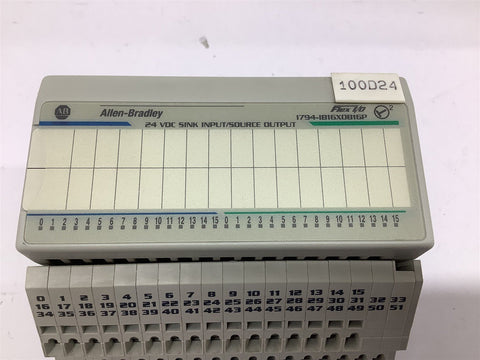 100D24
AB Allen-Bradley Flex I/O 2
24 VDC SINK INPUT/SOURCE OUTPUT 1794-IB16XOB16P
0 1 2 3 4 5 6 7 8 9 10 11 12 13 14 15 0 1 2 3 4 5 6 7 8 9 10 11 12 13 14 15
0 1 2 3 4 5 6 7 8 9 10 11 12 13 14 15
16 17 18 19 20 21 22 23 24 25 26 27 28 29 30 31 32 33
34 35 36 37 38 39 40 41 42 43 44 45 46 47 48 49 50 51